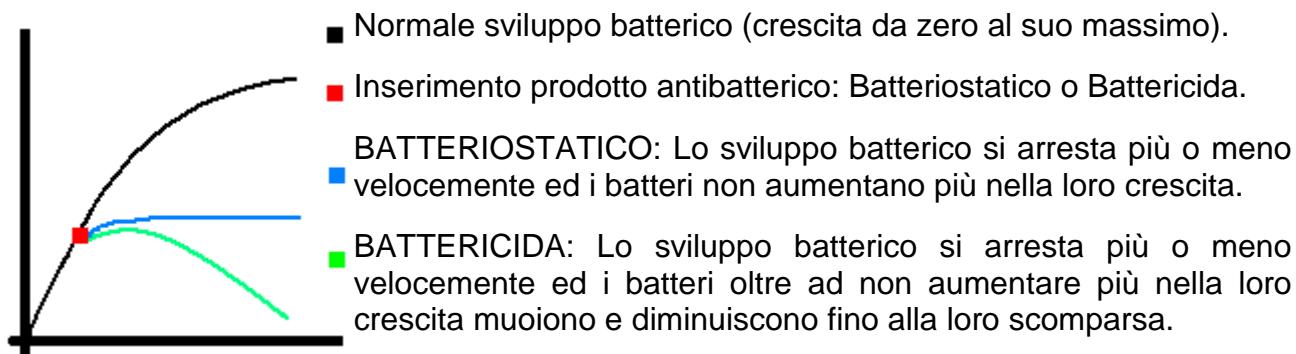 Normale sviluppo batterico (crescita da zero al suo massimo).
Inserimento prodotto antibatterico: Batteriostatico o Battericida.
BATTERIOSTATICO: Lo sviluppo batterico si arresta più o meno
velocemente ed i batteri non aumentano più nella loro crescita.
BATTERICIDA: Lo sviluppo batterico si arresta più o meno
velocemente ed i batteri oltre ad non aumentare più nella loro
crescita muoiono e diminuiscono fino alla loro scomparsa.